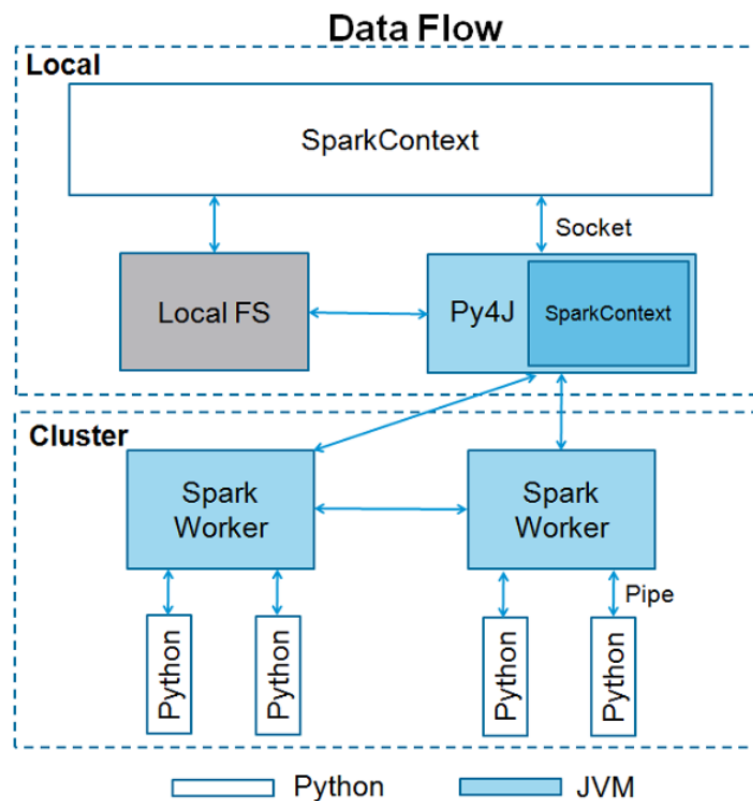 Data Flow
Local
SparkContext
Socket
Local FS
Py4J
SparkContext
Cluster
Spark
Worker
Spark
Worker
Pipe
Python
Python
Python
Python
Python
JVM